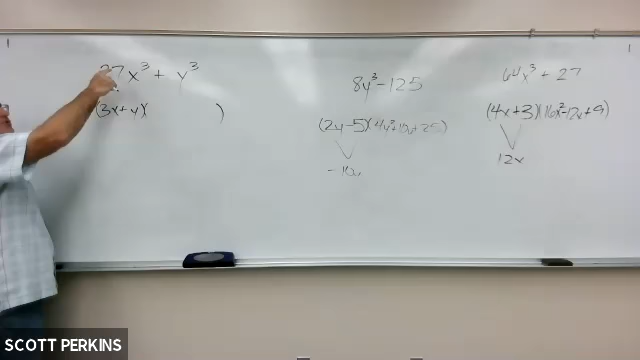 27x³ + y³
(3x+y)(        )
8y³-125
(2y-5)(4y²+10y+25)
64x³ + 27
(4x+3)(16x²-12x+9)
12x
SCOTT PERKINS